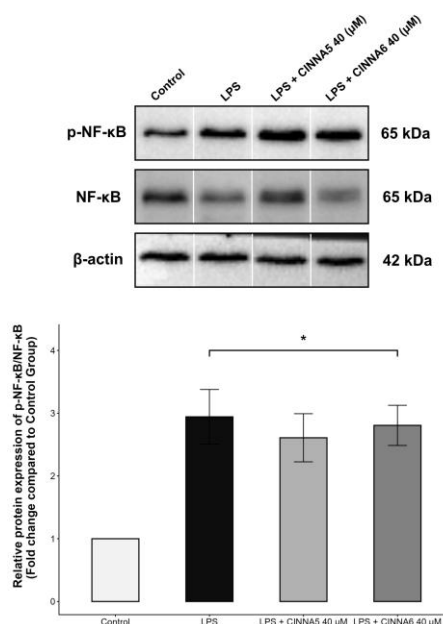 Control
LPS
LPS + CINNA5 40 (µM)
LPS + CINNA6 40 (µM)
p-NF-κB 65 kDa
NF-κB 65 kDa
β-actin 42 kDa
Relative protein expression of p-NF-κB/NF-κB
(Fold change compared to Control Group)
4
3
2
1
0
*
Control LPS LPS + CINNA5 40 µM LPS + CINNA6 40 µM